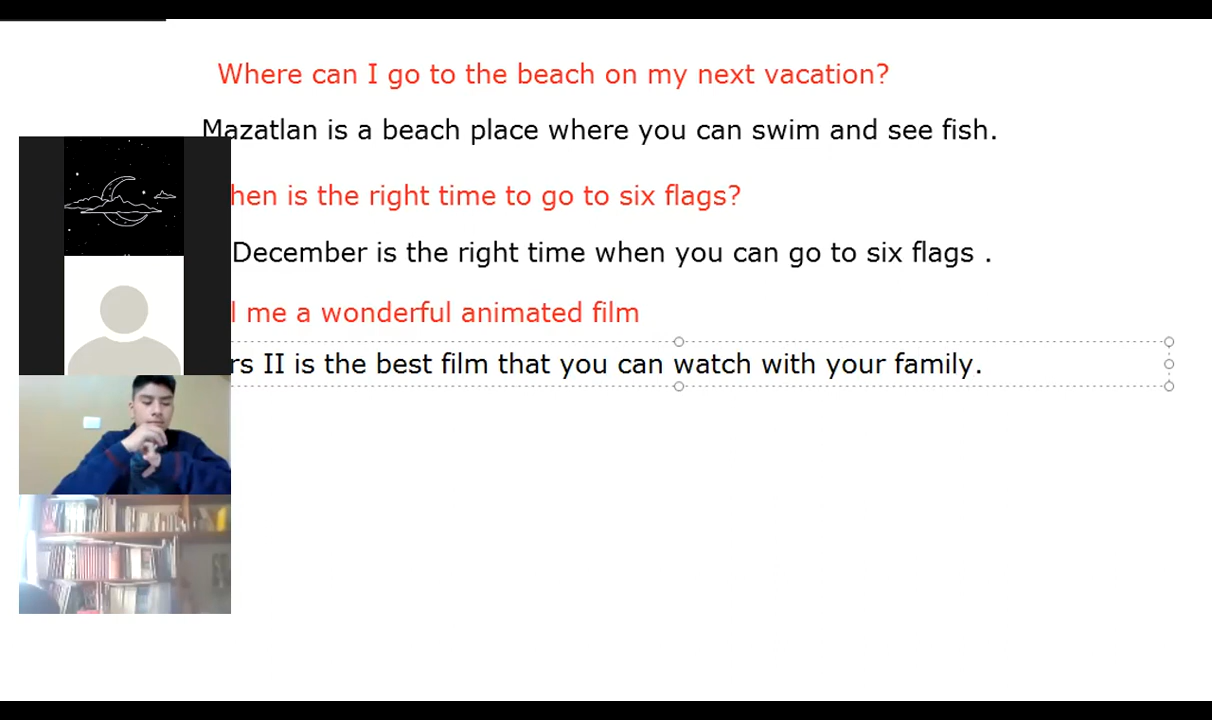 Where can I go to the beach on my next vacation?
Mazatlan is a beach place where you can swim and see fish.
is the right time to go to six flags?
December is the right time when you can go to six flags .
me a wonderful animated film
II is the best film that you can watch with your family.